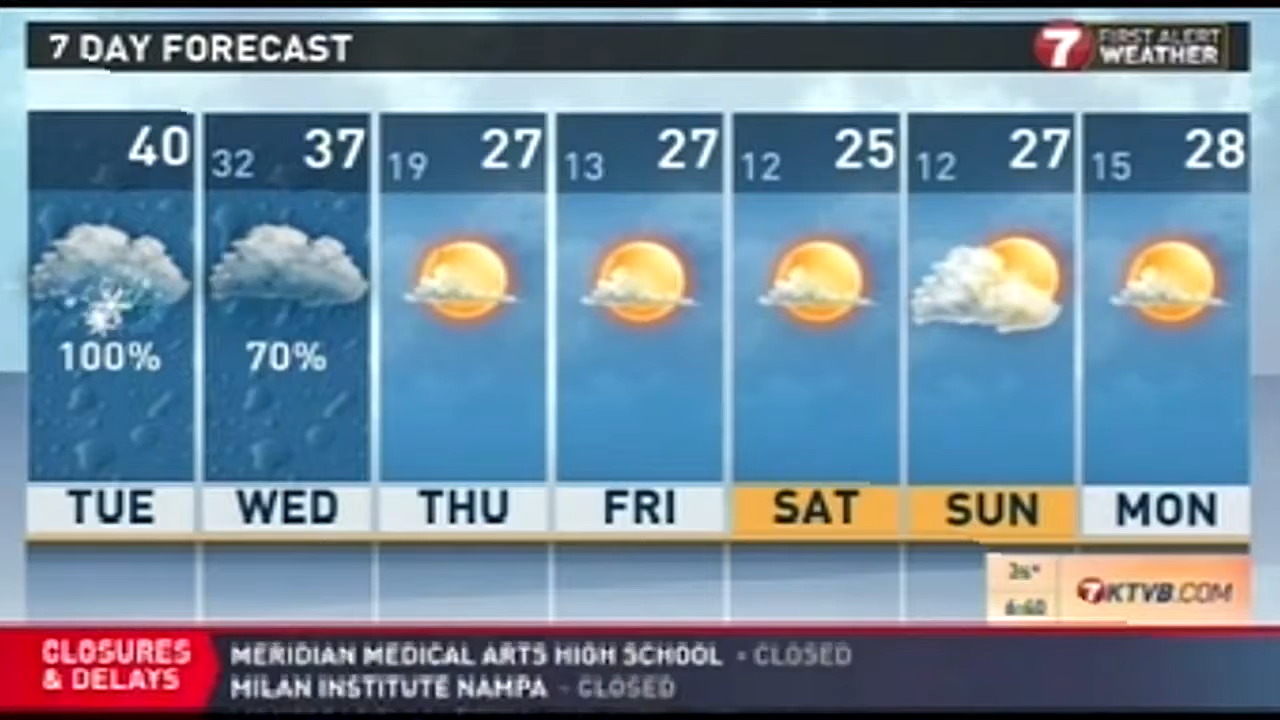 7 DAY FORECAST
7 FIRST ALERT
WEATHER
40
32 37
19 27
13 27
12 25
12 27
15 28
100%
70%
TUE WED THU FRI SAT SUN MON
7KTVB.COM
CLOSURES
& DELAYS
MERIDIAN MEDICAL ARTS HIGH SCHOOL - CLOSED
MILAN INSTITUTE NAMPA - CLOSED